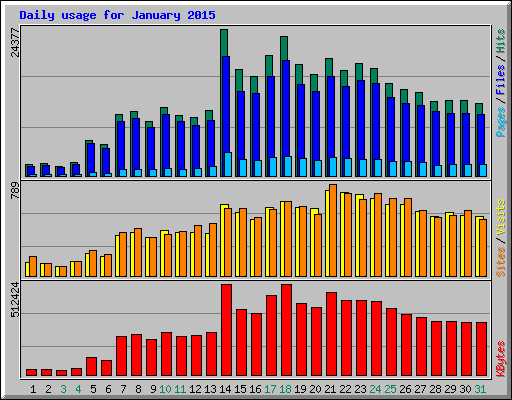 Daily usage for January 2015
24377
Pages / Files / Hits
789
Sites / Visits
512424
KBytes
1 2 3 4 5 6 7 8 9 10 11 12 13 14 15 16 17 18 19 20 21 22 23 24 25 26 27 28 29 30 31